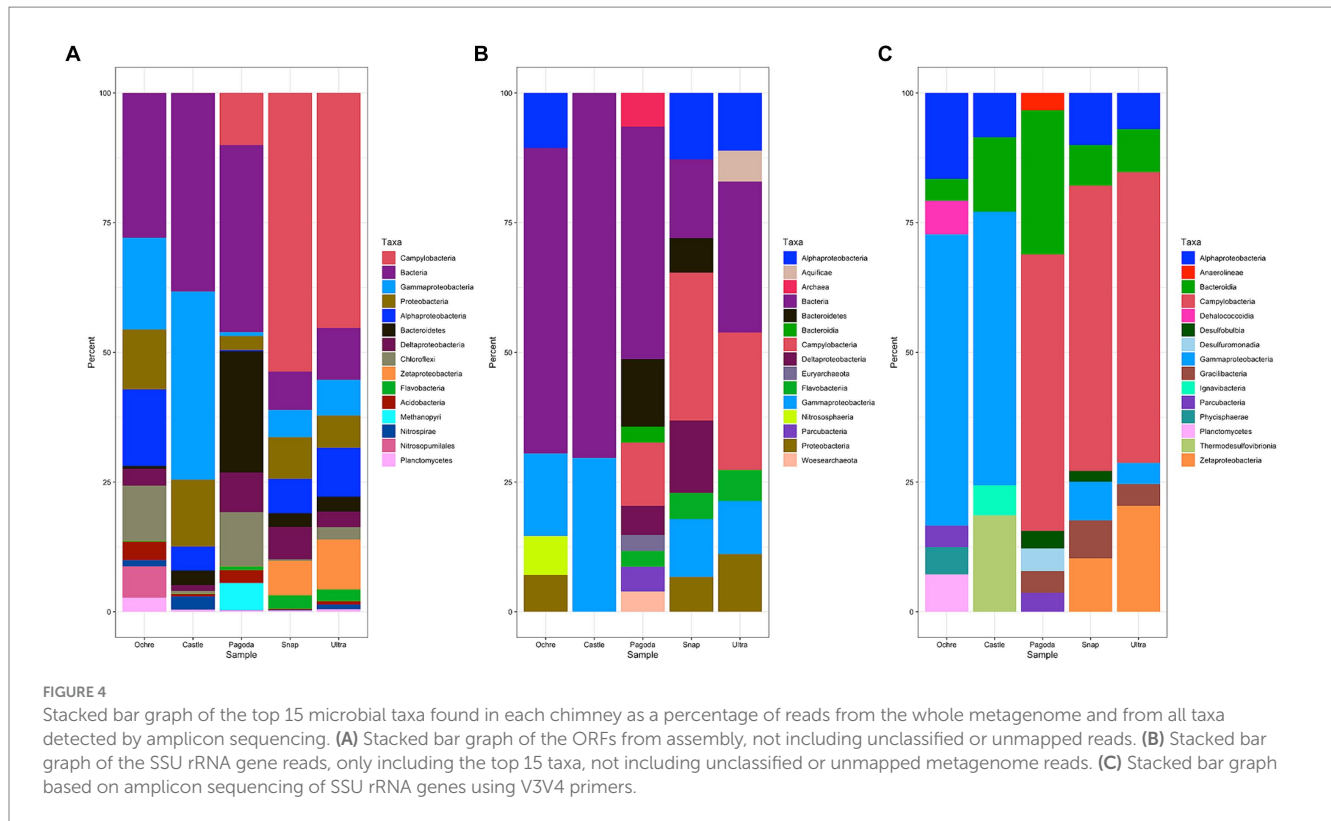 A
100
75
50
25
0
Percent
Ochre
Castle
Pagoda
Snap
Ultra
Sample
Taxa
Campylobacteria
Bacteria
Gammaproteobacteria
Proteobacteria
Alphaproteobacteria
Bacteroidetes
Deltaproteobacteria
Chloroflexi
Zetaproteobacteria
Flavobacteria
Acidobacteria
Methanopyri
Nitrospirae
Nitrosopumilales
Planctomycetes
B
100
75
50
25
0
Percent
Ochre
Castle
Pagoda
Snap
Ultra
Sample
Taxa
Alphaproteobacteria
Aquificae
Archaea
Bacteria
Bacteroidetes
Bacteroidia
Campylobacteria
Deltaproteobacteria
Euryarchaeota
Flavobacteria
Gammaproteobacteria
Nitrososphaeria
Parcubacteria
Proteobacteria
Woesearchaeota
C
100
75
50
25
0
Percent
Ochre
Castle
Pagoda
Snap
Ultra
Sample
Taxa
Alphaproteobacteria
Anaerolineae
Bacteroidia
Campylobacteria
Dehalococcoidia
Desulfobulbia
Desulfuromonadia
Gammaproteobacteria
Gracilibacteria
Ignavibacteria
Parcubacteria
Phycisphaerae
Planctomycetes
Thermodesulfovibrionia
Zetaproteobacteria
FIGURE 4
Stacked bar graph of the top 15 microbial taxa found in each chimney as a percentage of reads from the whole metagenome and from all taxa
detected by amplicon sequencing. (A) Stacked bar graph of the ORFs from assembly, not including unclassified or unmapped reads. (B) Stacked bar
graph of the SSU rRNA gene reads, only including the top 15 taxa, not including unclassified or unmapped metagenome reads. (C) Stacked bar graph
based on amplicon sequencing of SSU rRNA genes using V3V4 primers.